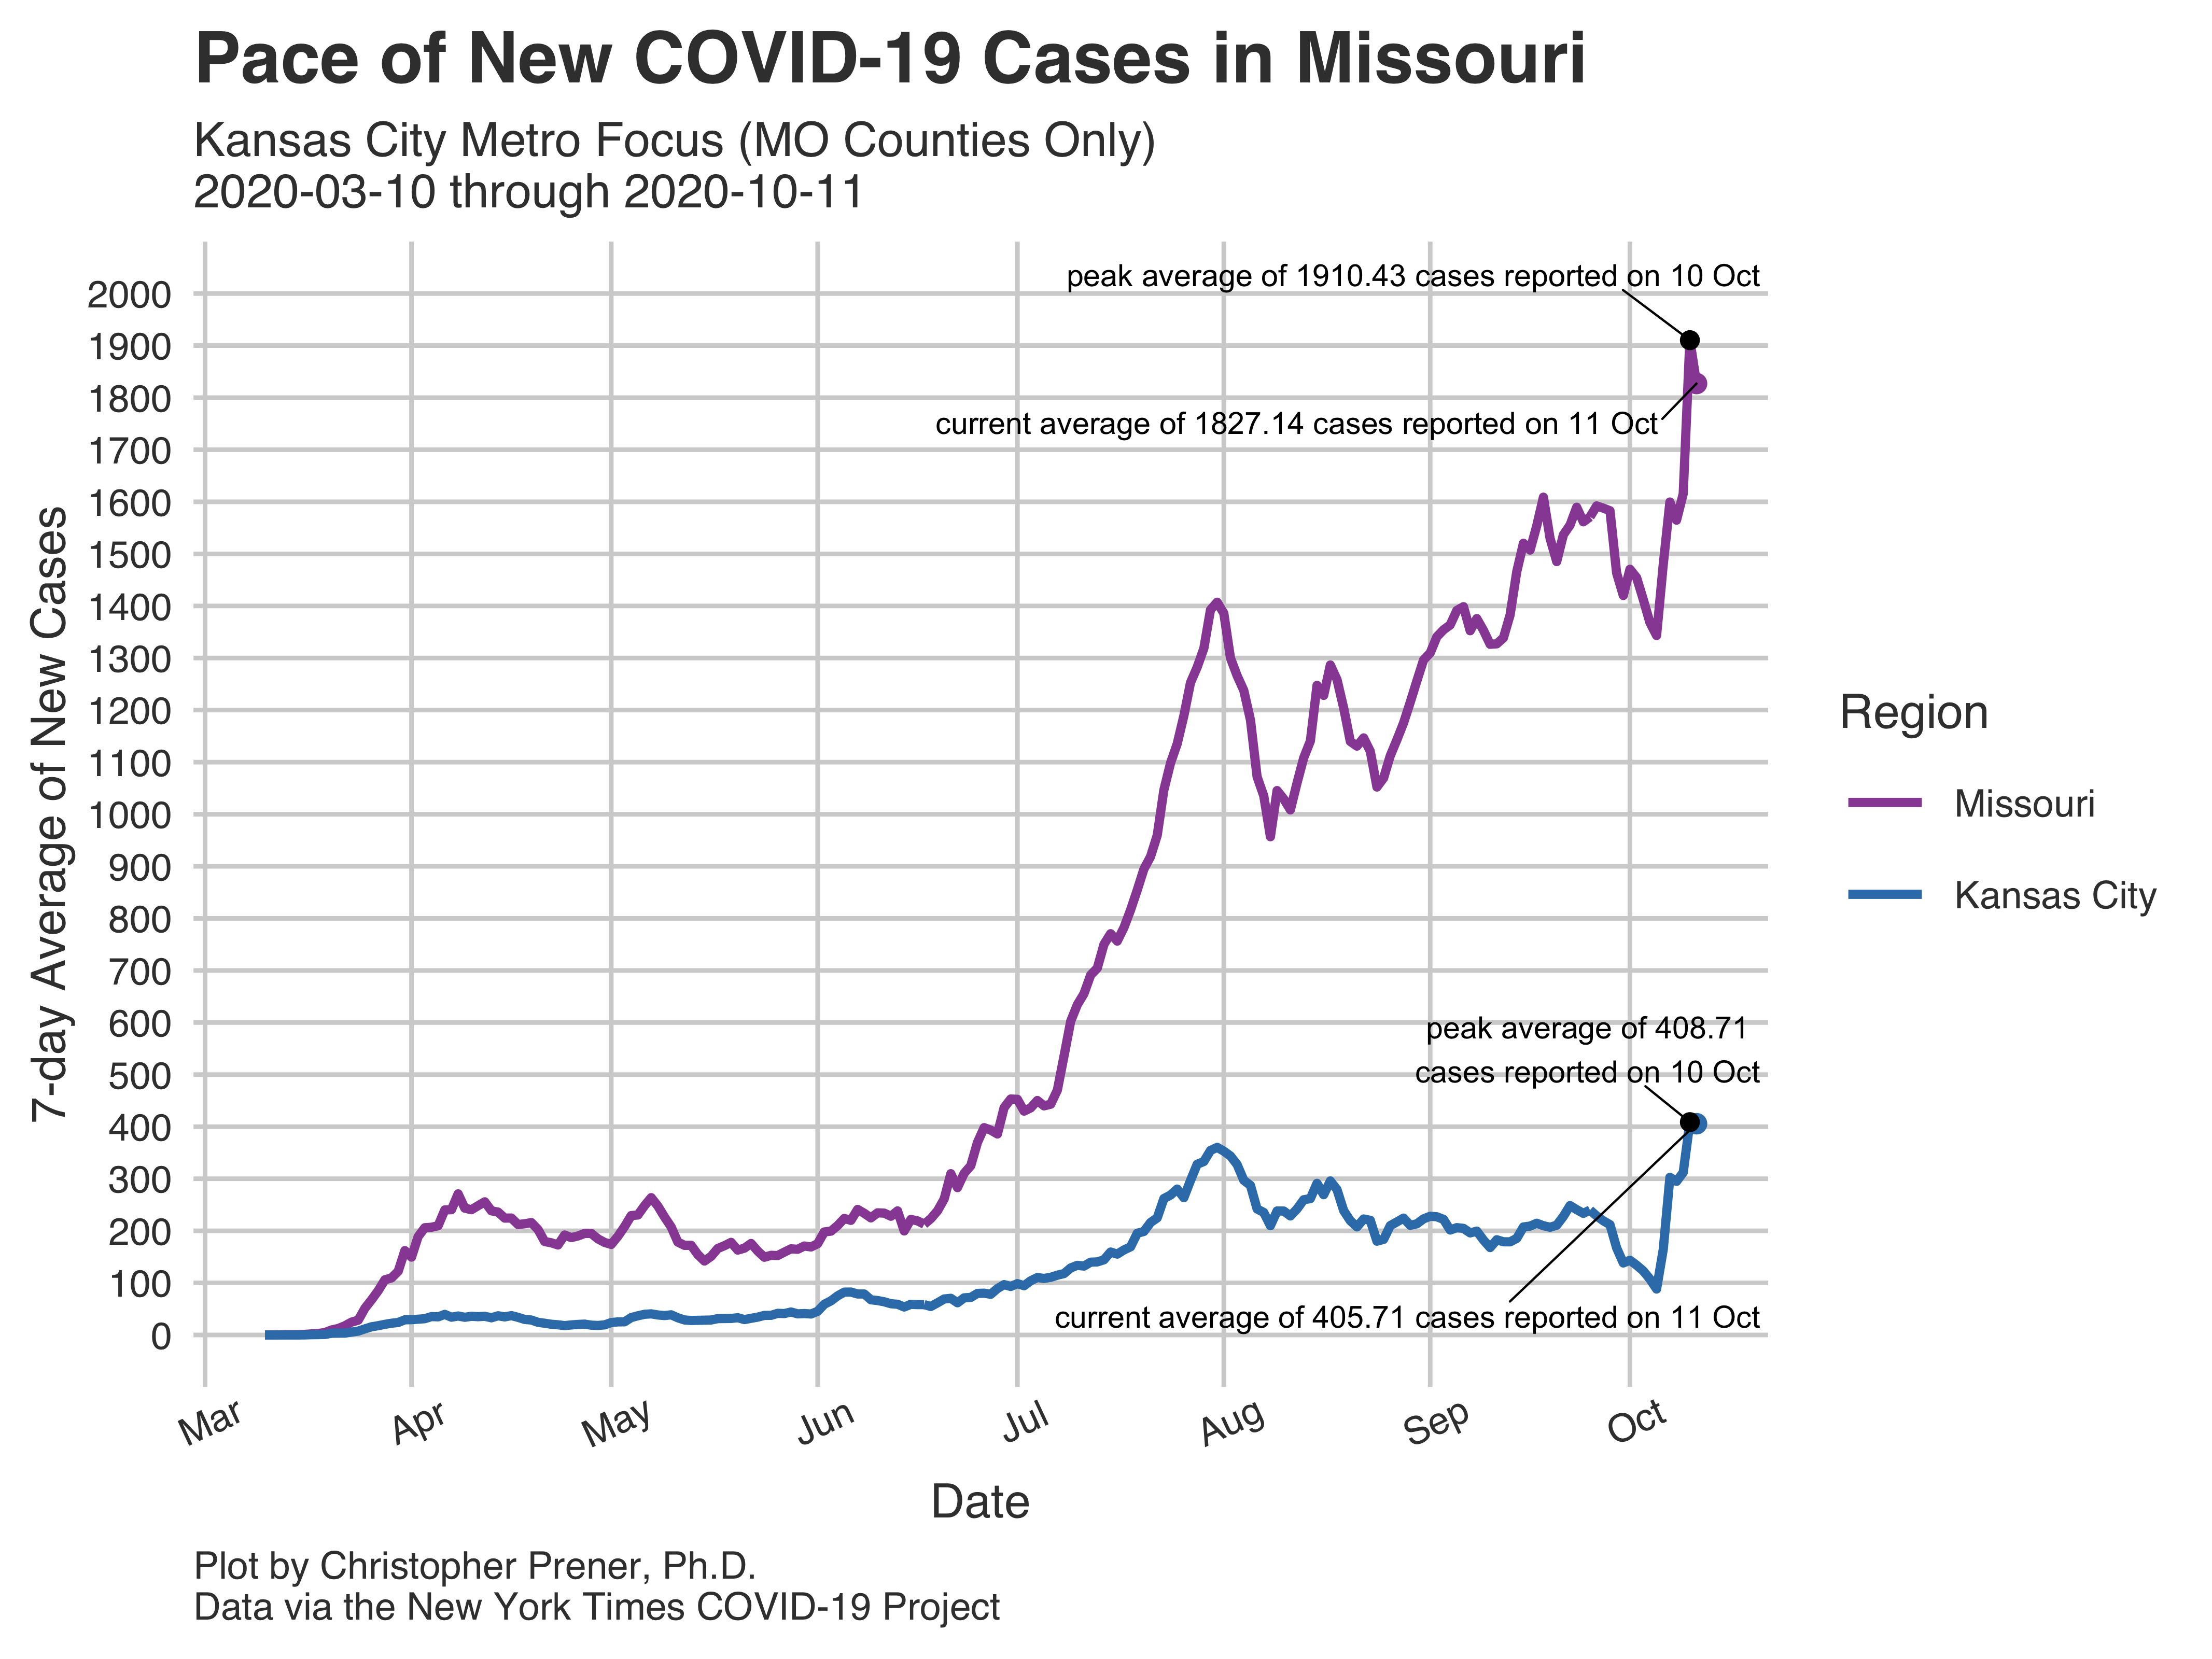 Pace of New COVID-19 Cases in Missouri
Kansas City Metro Focus (MO Counties Only)
2020-03-10 through 2020-10-11
peak average of 1910.43 cases reported on 10 Oct
current average of 1827.14 cases reported on 11 Oct
peak average of 408.71
cases reported on 10 Oct
current average of 405.71 cases reported on 11 Oct
7-day Average of New Cases
2000
1900
1800
1700
1600
1500
1400
1300
1200
1100
1000
900
800
700
600
500
400
300
200
100
0
Mar Apr May Jun Jul Aug Sep Oct
Date
Region
Missouri
Kansas City
Plot by Christopher Prener, Ph.D.
Data via the New York Times COVID-19 Project